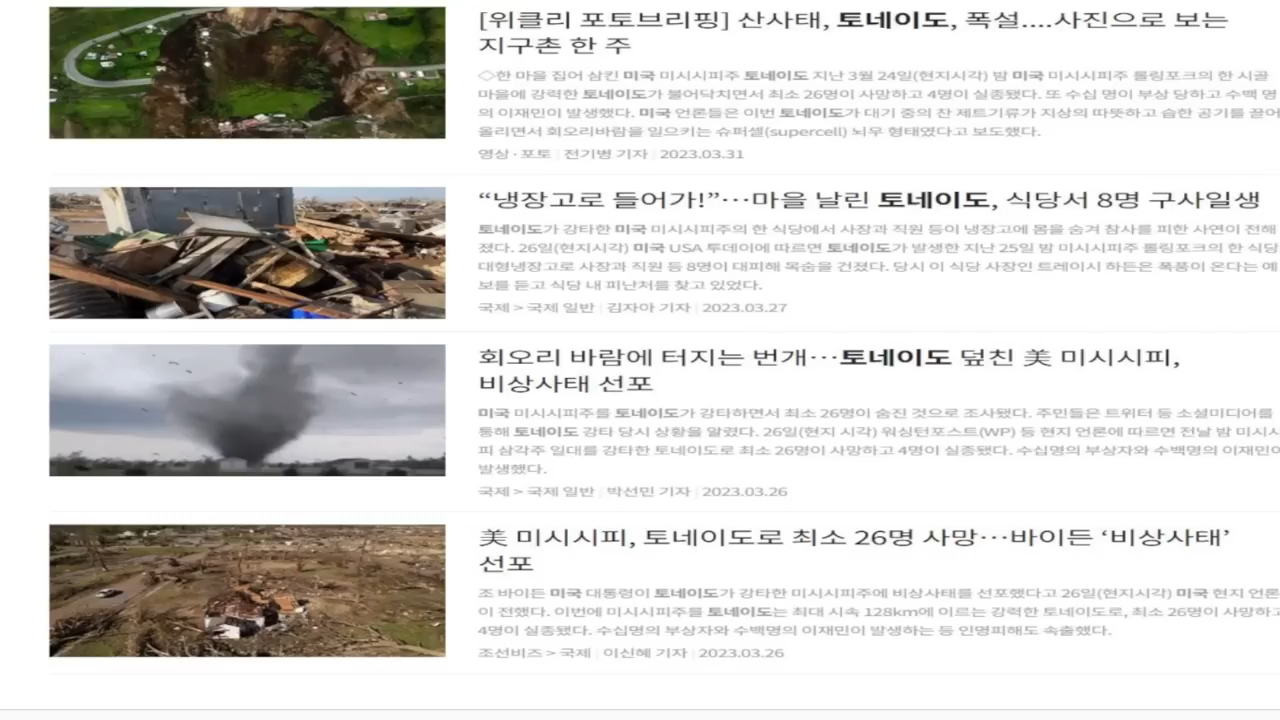 [위클리 포토브리핑] 산사태, 토네이도, 폭설....사진으로 보는
지구촌 한 주
◇한 마을 집어 삼킨 미국 미시시피주 토네이도 지난 3월 24일(현지시각) 밤 미국 미시시피주 롤링포크의 한 시골
마을에 강력한 토네이도가 불어닥치면서 최소 26명이 사망하고 4명이 실종됐다. 또 수십 명이 부상 당하고 수백 명
의 이재민이 발생했다. 미국 언론들은 이번 토네이도가 대기 중의 찬 제트기류가 지상의 따뜻하고 습한 공기를 끌어
올리면서 회오리바람을 일으키는 슈퍼셀(supercell) 뇌우 형태였다고 보도했다.
영상·포토 전기병 기자 2023.03.31
“냉장고로 들어가!”…마을 날린 토네이도, 식당서 8명 구사일생
토네이도가 강타한 미국 미시시피주의 한 식당에서 사장과 직원 등이 냉장고에 몸을 숨겨 참사를 피한 사연이 전해
졌다. 26일(현지시각) 미국 USA 투데이에 따르면 토네이도가 발생한 지난 25일 밤 미시시피주 롤링포크의 한 식당
대형냉장고로 사장과 직원 등 8명이 대피해 목숨을 건졌다. 당시 이 식당 사장인 트레이시 하든은 폭풍이 온다는 예
보를 듣고 식당 내 피난처를 찾고 있었다.
국제 > 국제 일반 김자아 기자 2023.03.27
회오리 바람에 터지는 번개…토네이도 덮친 美 미시시피,
비상사태 선포
미국 미시시피주를 토네이도가 강타하면서 최소 26명이 숨진 것으로 조사됐다. 주민들은 트위터 등 소셜미디어를
통해 토네이도 강타 당시 상황을 알렸다. 26일(현지 시각) 워싱턴포스트(WP) 등 현지 언론에 따르면 전날 밤 미시시
피 삼각주 일대를 강타한 토네이도로 최소 26명이 사망하고 4명이 실종됐다. 수십명의 부상자와 수백명의 이재민이
발생했다.
국제 > 국제 일반 박선민 기자 2023.03.26
美 미시시피, 토네이도로 최소 26명 사망…바이든 ‘비상사태’
선포
조 바이든 미국 대통령이 토네이도가 강타한 미시시피주에 비상사태를 선포했다고 26일(현지시각) 미국 현지 언론
이 전했다. 이번에 미시시피주를 토네이도는 최대 시속 128km에 이르는 강력한 토네이도로, 최소 26명이 사망하고
4명이 실종됐다. 수십명의 부상자와 수백명의 이재민이 발생하는 등 인명피해도 속출했다.
조선비즈 > 국제 이신혜 기자 2023.03.26